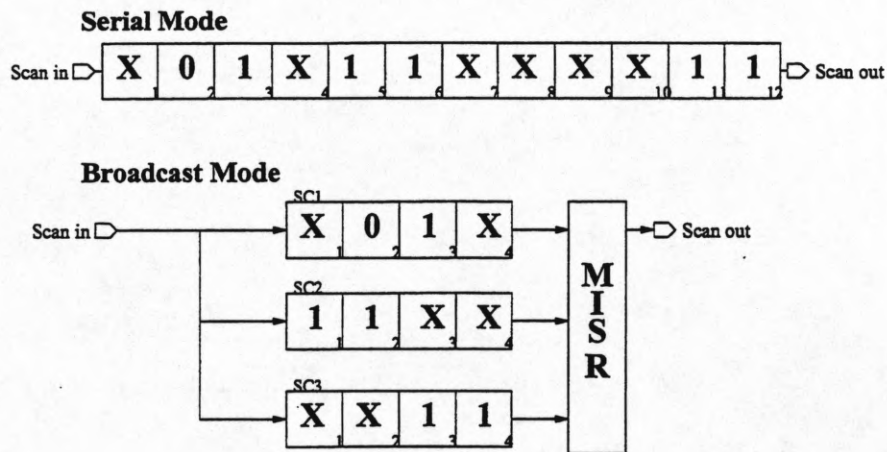 Serial Mode
Scan in X 0 1 X 1 1 X X X X 1 1 Scan out
1 2 3 4 5 6 7 8 9 10 11 12
Broadcast Mode
SC1
Scan in X 0 1 X Scan out
1 2 3 4
SC2
1 1 X X
1 2 3 4
SC3
X X 1 1
1 2 3 4
MISR